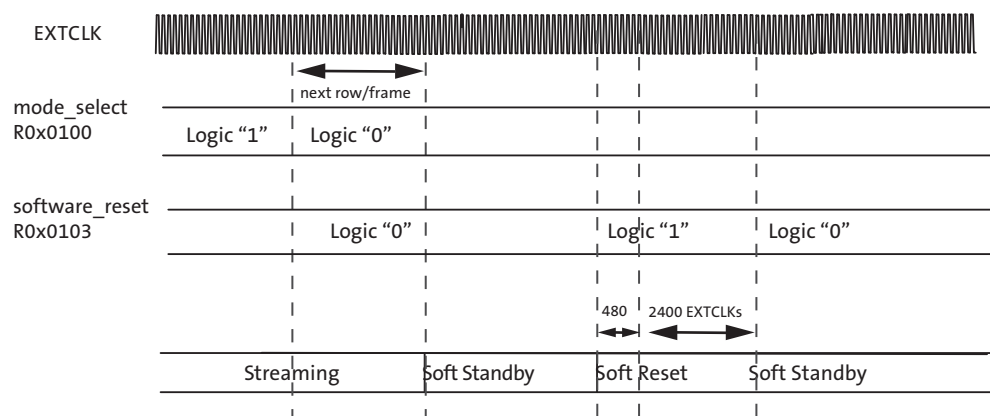 EXTCLK
next row/frame
mode_select
R0x0100
Logic “1” Logic “0”
software_reset
R0x0103
Logic “0” Logic “1” Logic “0”
480 2400 EXTCLKs
Streaming Soft Standby Soft Reset Soft Standby